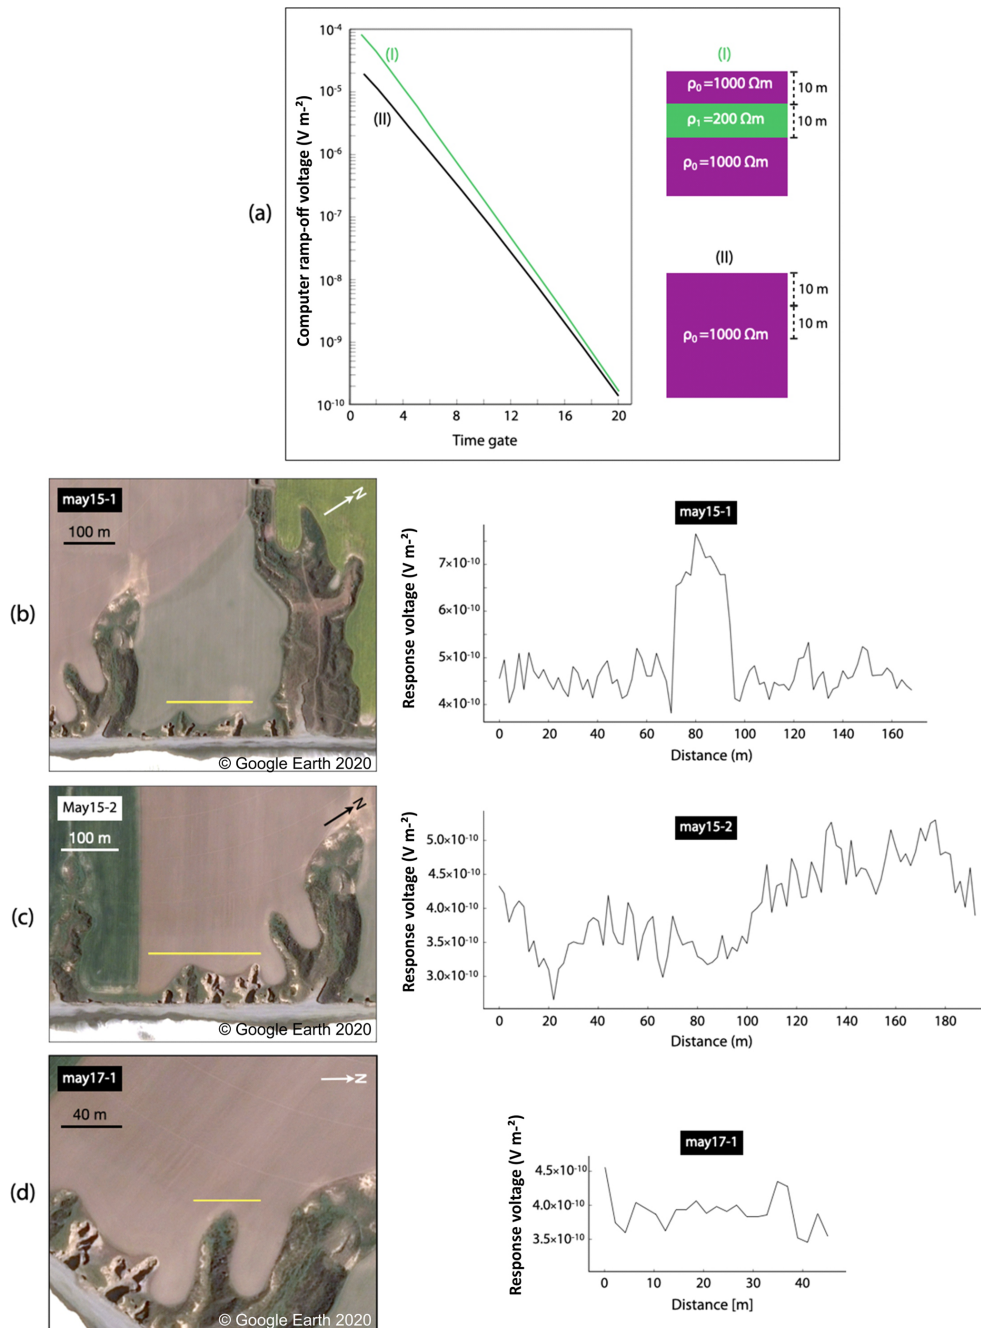 (a)
Computer ramp-off voltage (V m-²)
10-⁴
10-⁵
10-⁶
10-⁷
10-⁸
10-⁹
10-¹⁰
0 4 8 12 16 20
Time gate
(I)
(II)
(I)
ρ₀=1000 Ωm
10 m
ρ₁=200 Ωm
10 m
ρ₀=1000 Ωm
(II)
10 m
10 m
ρ₀=1000 Ωm
(b)
may15-1
100 m
N
© Google Earth 2020
may15-1
Response voltage (V m-²)
7×10-¹⁰
6×10-¹⁰
5×10-¹⁰
4×10-¹⁰
0 20 40 60 80 100 120 140 160
Distance (m)
(c)
May15-2
100 m
N
© Google Earth 2020
may15-2
Response voltage (V m-²)
5.0×10-¹⁰
4.5×10-¹⁰
4.0×10-¹⁰
3.5×10-¹⁰
3.0×10-¹⁰
0 20 40 60 80 100 120 140 160 180
Distance (m)
(d)
may17-1
40 m
N
© Google Earth 2020
may17-1
Response voltage (V m-²)
4.5×10-¹⁰
4.0×10-¹⁰
3.5×10-¹⁰
0 10 20 30 40
Distance [m]